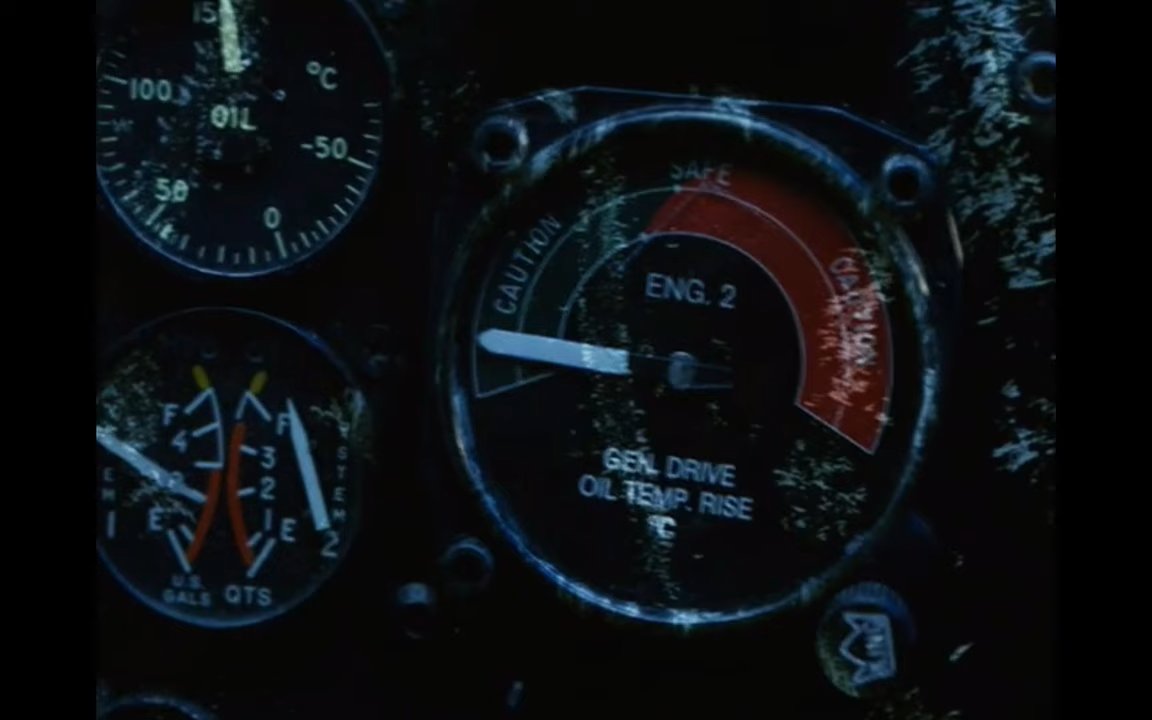 15
°C
100
OIL
-50
50
0
SAFE
CAUTION
ENG. 2
GEN. DRIVE
OIL TEMP. RISE
°C
F
F
4
3
2
1
E
E
1
2
SYSTEM
U.S.
GALS QTS